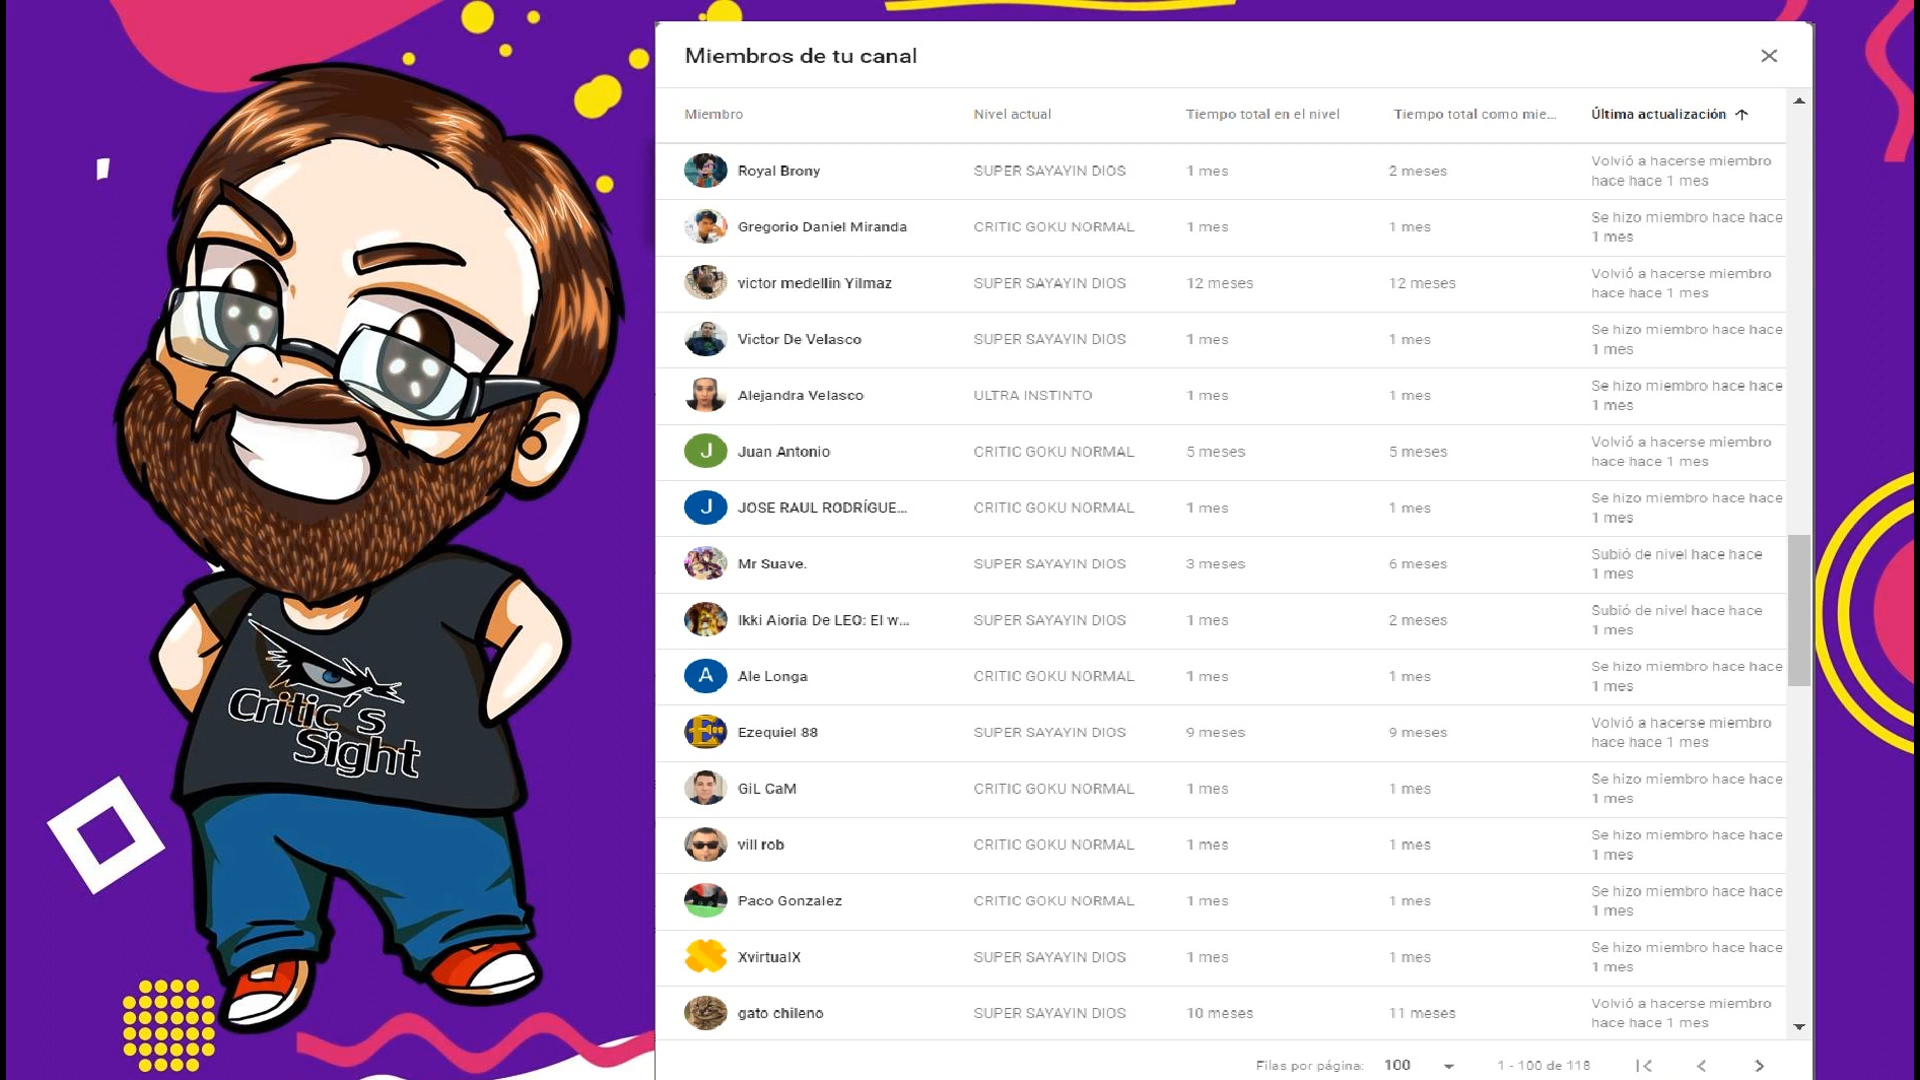 Miembros de tu canal
Miembro Nivel actual Tiempo total en el nivel Tiempo total como mie... Última actualización
Royal Brony SUPER SAYAYIN DIOS 1 mes 2 meses Volvió a hacerse miembro
hace hace 1 mes
Gregorio Daniel Miranda CRITIC GOKU NORMAL 1 mes 1 mes Se hizo miembro hace hace
1 mes
victor medellin Yilmaz SUPER SAYAYIN DIOS 12 meses 12 meses Volvió a hacerse miembro
hace hace 1 mes
Victor De Velasco SUPER SAYAYIN DIOS 1 mes 1 mes Se hizo miembro hace hace
1 mes
Alejandra Velasco ULTRA INSTINTO 1 mes 1 mes Se hizo miembro hace hace
1 mes
J Juan Antonio CRITIC GOKU NORMAL 5 meses 5 meses Volvió a hacerse miembro
hace hace 1 mes
J JOSE RAUL RODRÍGUE... CRITIC GOKU NORMAL 1 mes 1 mes Se hizo miembro hace hace
1 mes
Mr Suave. SUPER SAYAYIN DIOS 3 meses 6 meses Subió de nivel hace hace
1 mes
Ikki Aioria De LEO: El w... SUPER SAYAYIN DIOS 1 mes 2 meses Subió de nivel hace hace
1 mes
A Ale Longa CRITIC GOKU NORMAL 1 mes 1 mes Se hizo miembro hace hace
1 mes
Ezequiel 88 SUPER SAYAYIN DIOS 9 meses 9 meses Volvió a hacerse miembro
hace hace 1 mes
GiL CaM CRITIC GOKU NORMAL 1 mes 1 mes Se hizo miembro hace hace
1 mes
vill rob CRITIC GOKU NORMAL 1 mes 1 mes Se hizo miembro hace hace
1 mes
Paco Gonzalez CRITIC GOKU NORMAL 1 mes 1 mes Se hizo miembro hace hace
1 mes
XvirtualX SUPER SAYAYIN DIOS 1 mes 1 mes Se hizo miembro hace hace
1 mes
gato chileno SUPER SAYAYIN DIOS 10 meses 11 meses Volvió a hacerse miembro
hace hace 1 mes
Filas por página: 100 1 - 100 de 118
Critic's
Sight